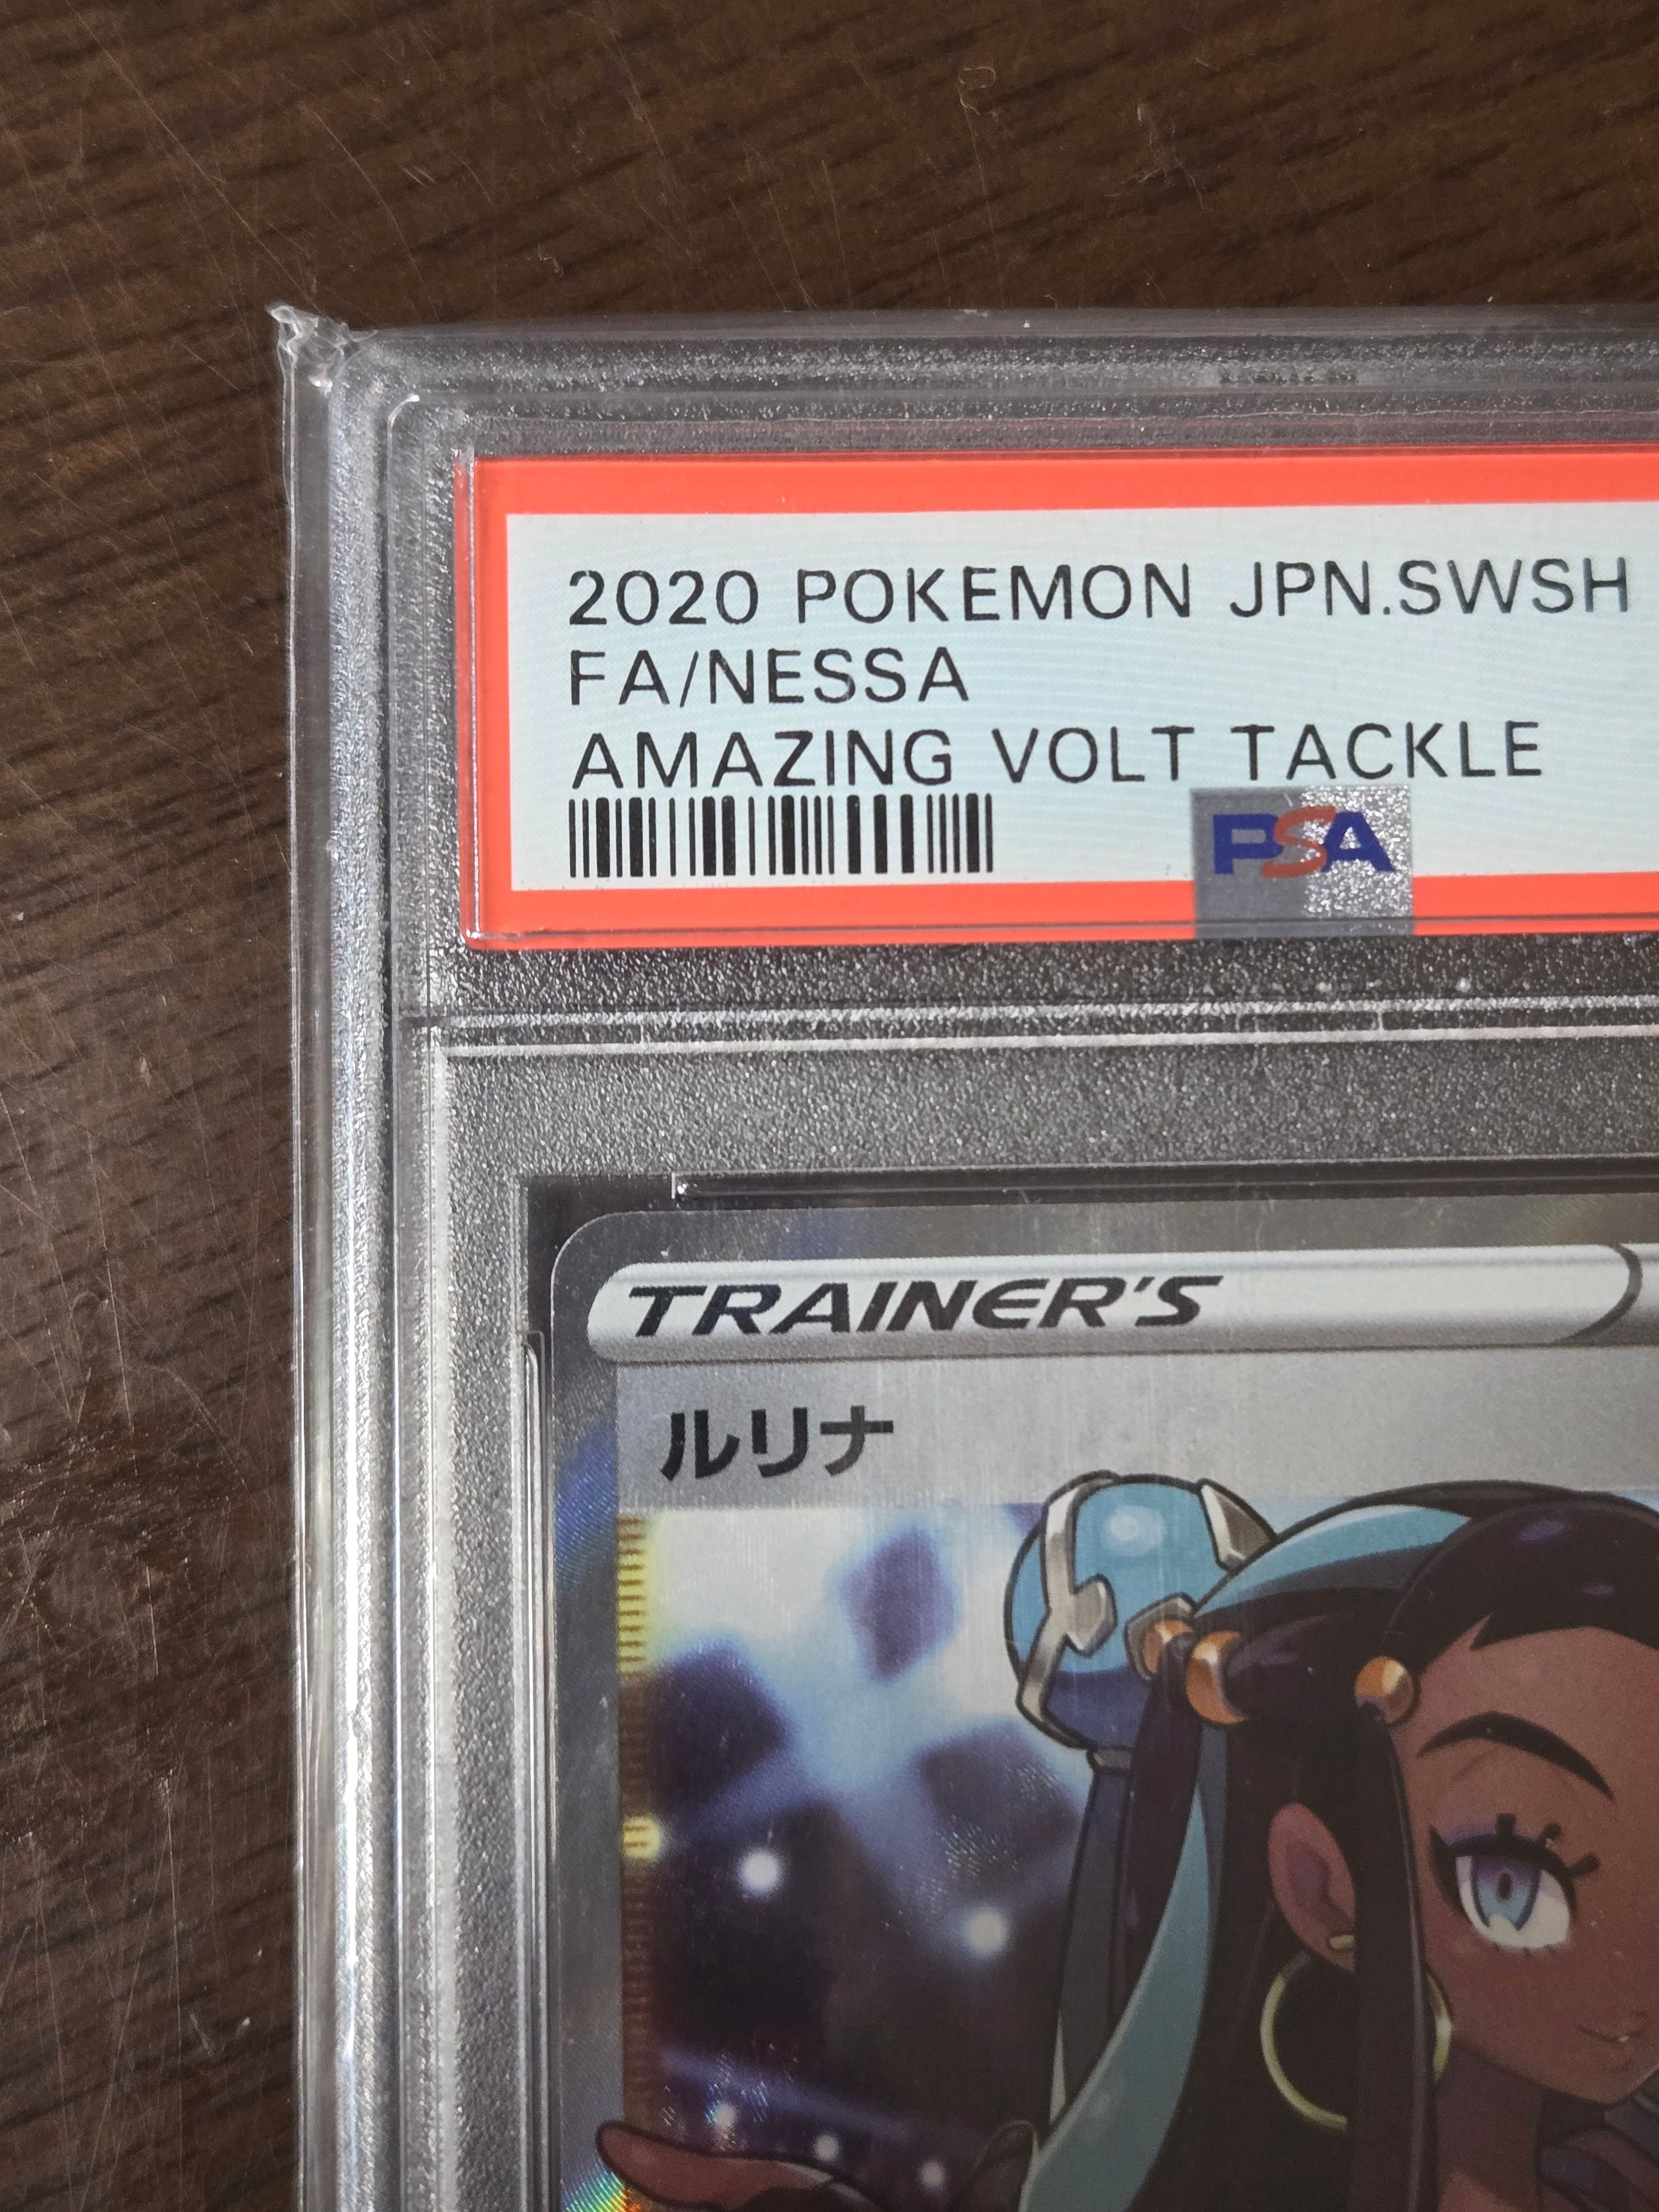 2020 POKEMON JPN.SWSH
FA/NESSA
AMAZING VOLT TACKLE
PSA
TRAINER'S
ルリナ